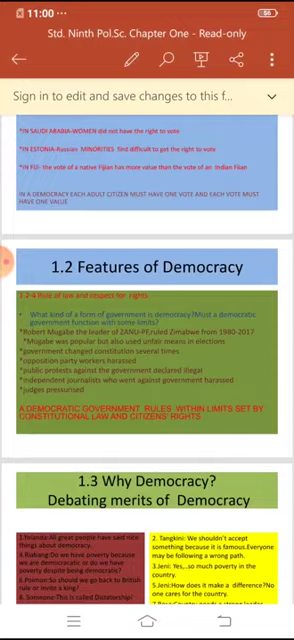 11:00
56
Std. Ninth Pol.Sc. Chapter One - Read-only
Sign in to edit and save changes to this f...
*IN SAUDI ARABIA-WOMEN did not have the right to vote
*IN ESTONIA-Russian MINORITIES find difficult to get the right to vote
*IN FIJI- the vote of a native Fijian has more value than the vote of an Indian Fijian
IN A DEMOCRACY EACH ADULT CITIZEN MUST HAVE ONE VOTE AND EACH VOTE MUST
HAVE ONE VALUE
1.2 Features of Democracy
1.2-4 Rule of law and respect for rights
• What kind of a form of government is democracy?Must a democratic
government function with some limits?
*Robert Mugabe the leader of ZANU-PF,ruled Zimabwe from 1980-2017
*Mugabe was popular but also used unfair means in elections
*government changed constitution several times
*opposition party workers harassed
*public protests against the government declared illegal
*independent journalists who went against government harassed
*judges pressurised
A DEMOCRATIC GOVERNMENT RULES WITHIN LIMITS SET BY
CONSTITUTIONAL LAW AND CITIZENS' RIGHTS
1.3 Why Democracy?
Debating merits of Democracy
1.Yolanda:All great people have said nice
things about democracy.
4.Riabang:Do we have poverty because
we are democratic or do we have
poverty despite being democratic?
6.Poimon:So should we go back to British
rule or invite a king?
8. Someone:This is called Dictatorship!
2. Tangkini: We shouldn't accept
something because it is famous.Everyone
may be following a wrong path.
3.Jeni: Yes,..so much poverty in the
country.
5.Jeni:How does it make a difference?No
one cares for the country.